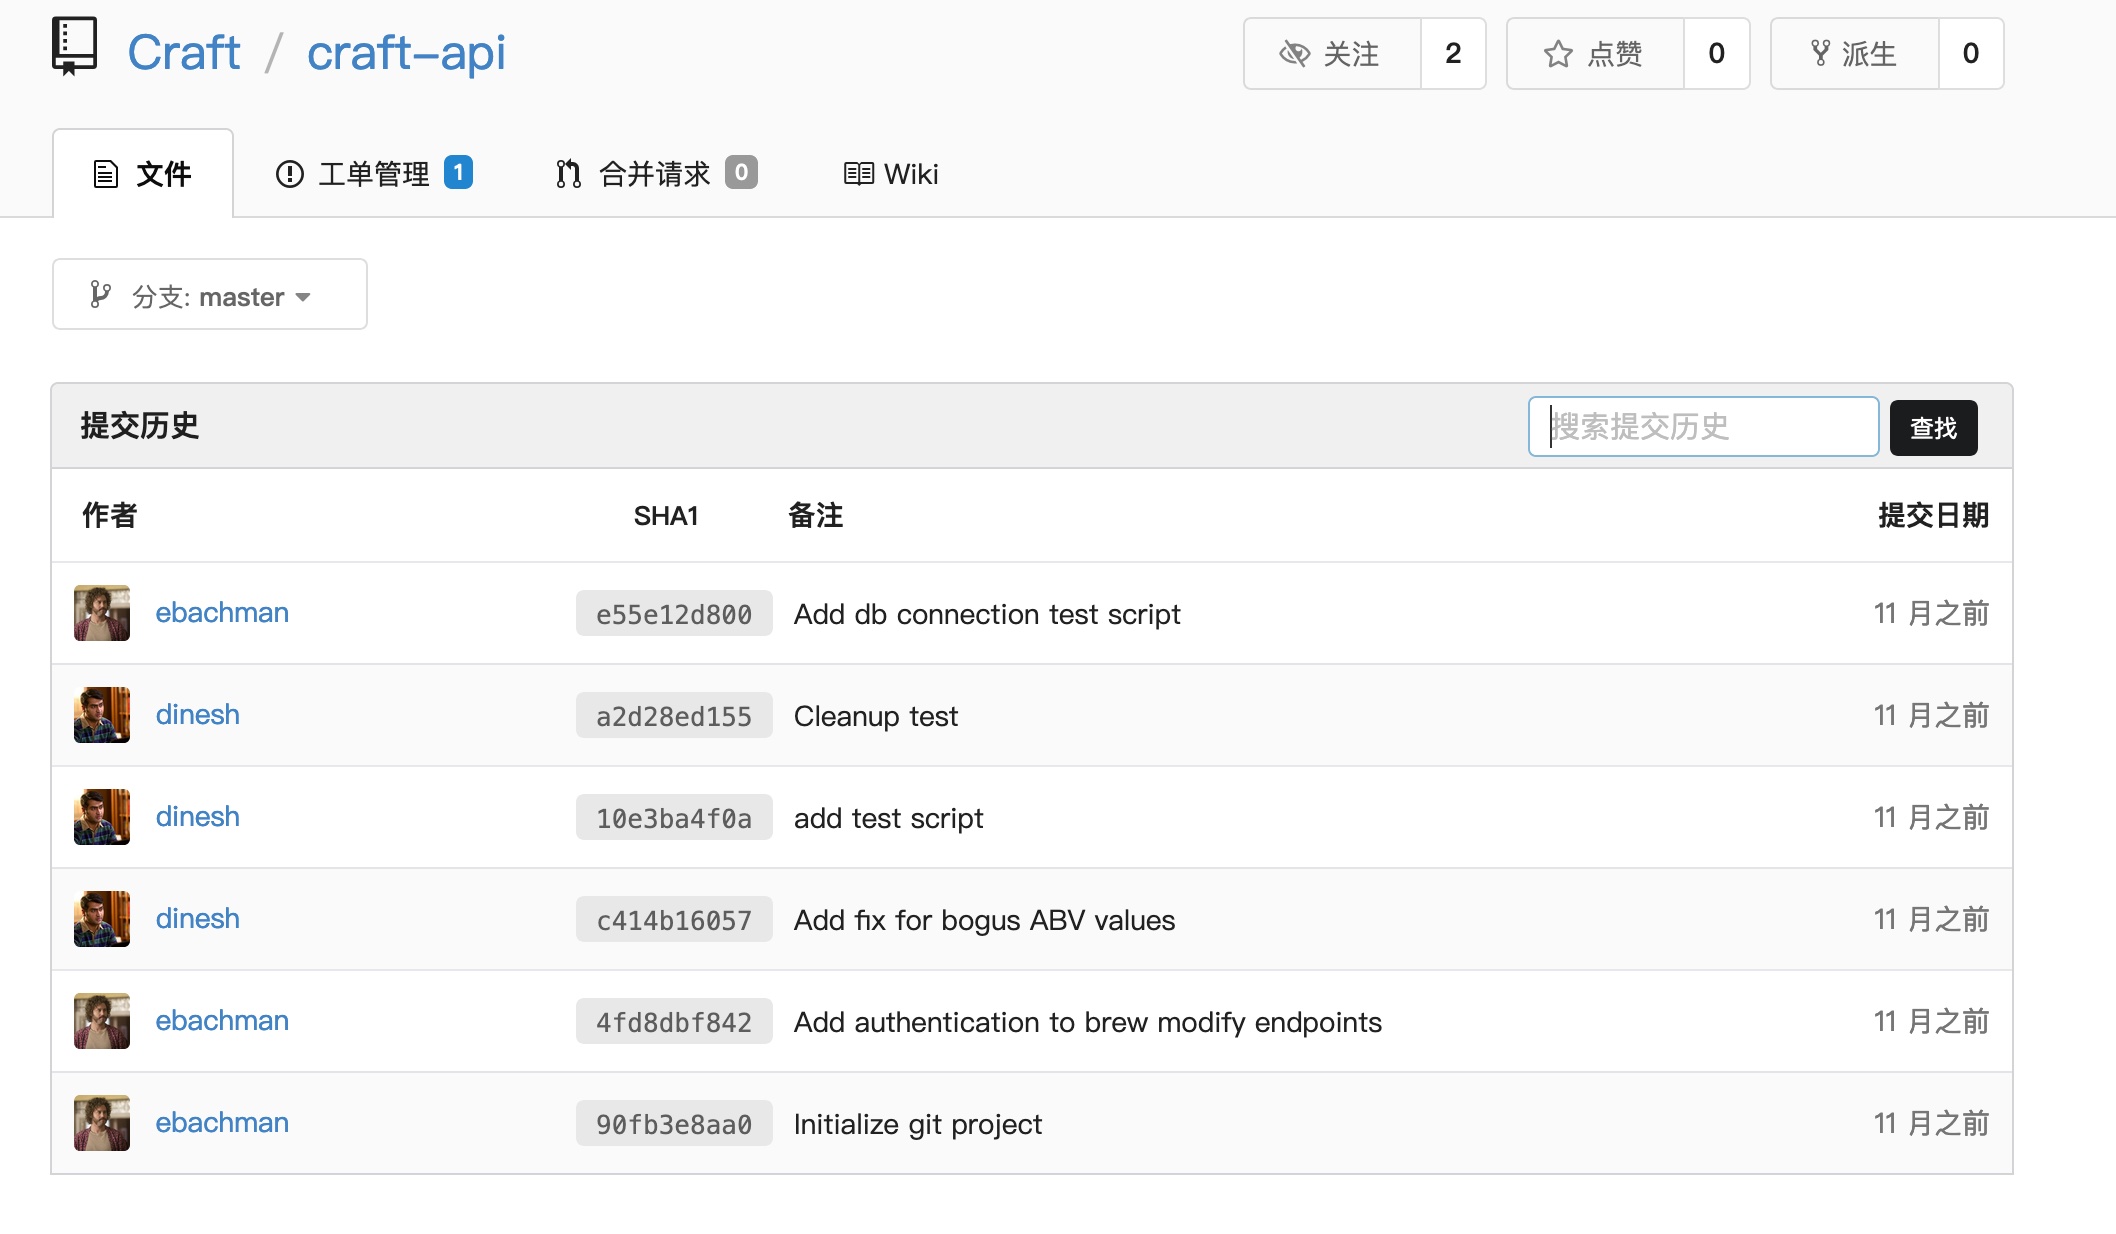 Craft / craft-api
关注 2 点赞 0 派生 0
文件 工单管理 1 合并请求 0 Wiki
分支: master
提交历史 搜索提交历史 查找
作者 SHA1 备注 提交日期
ebachman e55e12d800 Add db connection test script 11 月之前
dinesh a2d28ed155 Cleanup test 11 月之前
dinesh 10e3ba4f0a add test script 11 月之前
dinesh c414b16057 Add fix for bogus ABV values 11 月之前
ebachman 4fd8dbf842 Add authentication to brew modify endpoints 11 月之前
ebachman 90fb3e8aa0 Initialize git project 11 月之前